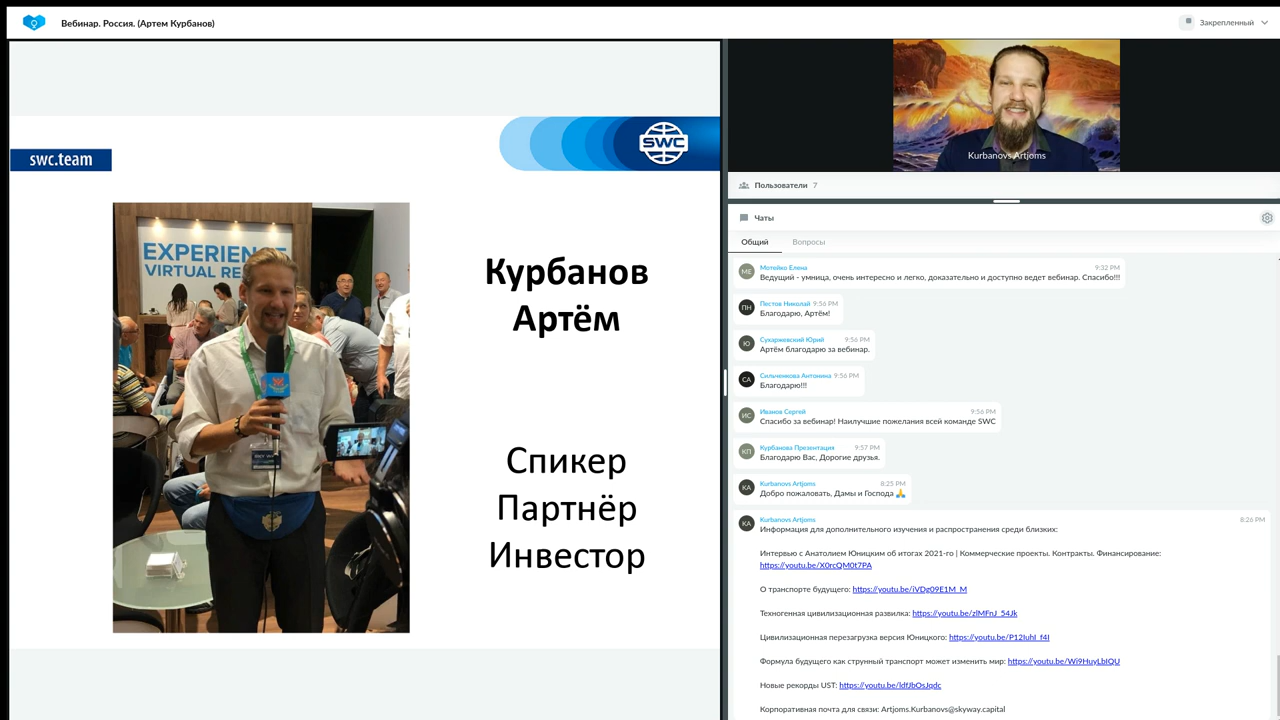 Вебинар. Россия. (Артем Курбанов)
Закрепленный
swc.team
SWC
EXPERIENCE
VIRTUAL RE
Курбанов
Артём
Спикер
Партнёр
Инвестор
Kurbanovs Artjoms
Пользователи 7
Чаты
Общий Вопросы
МЕ Мотейко Елена 9:32 PM
Ведущий - умница, очень интересно и легко, доказательно и доступно ведет вебинар. Спасибо!!!
ПН Пестов Николай 9:56 PM
Благодарю, Артём!
Ю Сухаржевский Юрий 9:56 PM
Артём благодарю за вебинар.
СА Сильченкова Антонина 9:56 PM
Благодарю!!!
ИС Иванов Сергей 9:56 PM
Спасибо за вебинар! Наилучшие пожелания всей команде SWC
КП Курбанова Презентация 9:57 PM
Благодарю Вас, Дорогие друзья.
KA Kurbanovs Artjoms 8:25 PM
Добро пожаловать, Дамы и Господа 🙏
KA Kurbanovs Artjoms 8:26 PM
Информация для дополнительного изучения и распространения среди близких:
Интервью с Анатолием Юницким об итогах 2021-го | Коммерческие проекты. Контракты. Финансирование:
https://youtu.be/X0rcQM0t7PA
О транспорте будущего: https://youtu.be/iVDg09E1M_M
Техногенная цивилизационная развилка: https://youtu.be/zlMFnJ_54Jk
Цивилизационная перезагрузка версия Юницкого: https://youtu.be/P12IuhI_f4I
Формула будущего как струнный транспорт может изменить мир: https://youtu.be/Wi9HuyLbIQU
Новые рекорды UST: https://youtu.be/ldfJbOsJqdc
Корпоративная почта для связи: Artjoms.Kurbanovs@skyway.capital